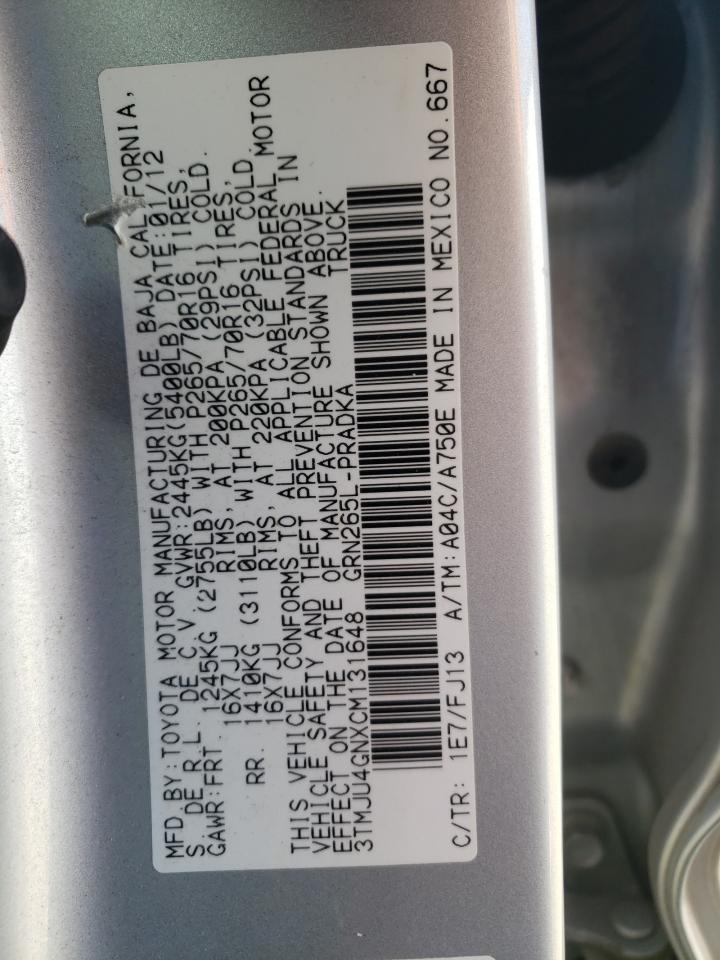 MFD BY:TOYOTA MOTOR MANUFACTURING DE BAJA CALIFORNIA,
S. DE R.L. DE C.V. GVWR:2445KG(5400LB) DATE:01/12
GAWR:FRT. 1245KG (2755LB) WITH P265/70R16 TIRES,
16X7JJ RIMS, AT 200KPA (29PSI) COLD.
RR. 1410KG (3110LB) WITH P265/70R16 TIRES,
16X7JJ RIMS, AT 220KPA (32PSI) COLD.
THIS VEHICLE CONFORMS TO ALL APPLICABLE FEDERAL MOTOR
VEHICLE SAFETY AND THEFT PREVENTION STANDARDS IN
EFFECT ON THE DATE OF MANUFACTURE SHOWN ABOVE.
3TMJU4GNXCM131648 GRN265L-PRADKA TRUCK
C/TR: 1E7/FJ13 A/TM:A04C/A750E MADE IN MEXICO NO.667